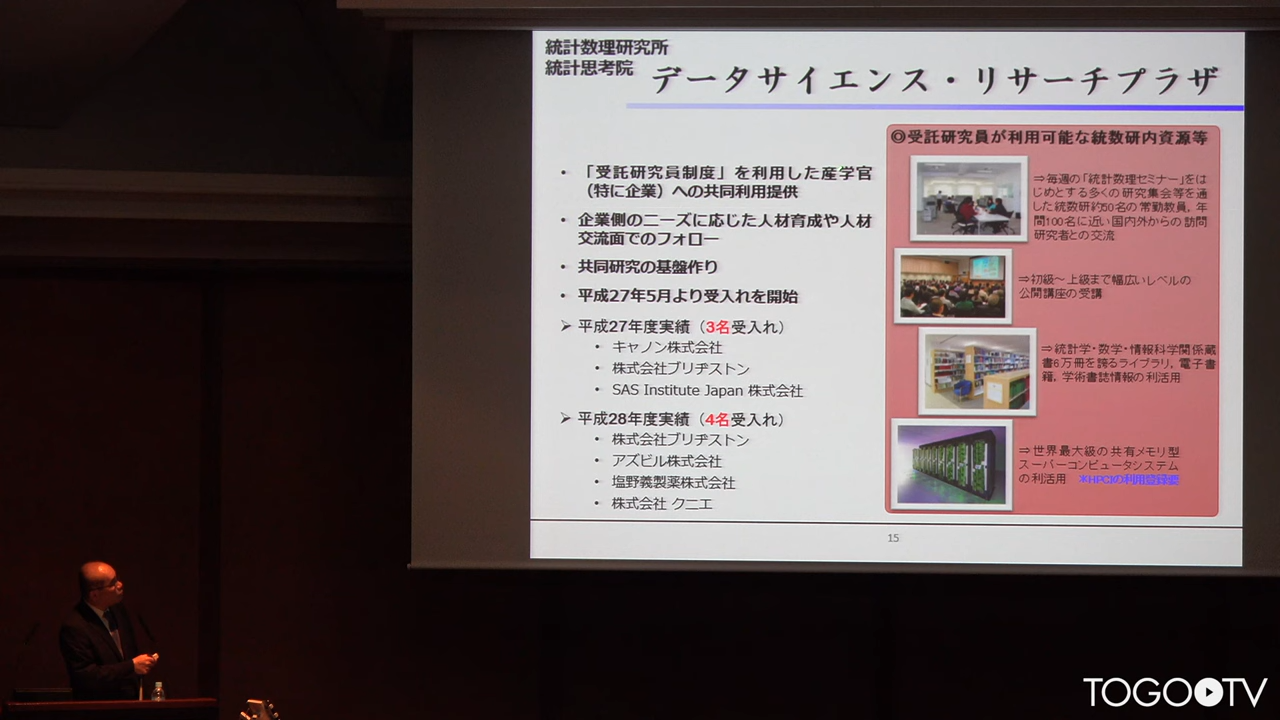 統計数理研究所
統計思考院
データサイエンス・リサーチプラザ
• 「受託研究員制度」を利用した産学官
（特に企業）への共同利用提供
• 企業側のニーズに応じた人材育成や人材
交流面でのフォロー
• 共同研究の基盤作り
• 平成27年5月より受入れを開始
➢ 平成27年度実績（3名受入れ）
• キヤノン株式会社
• 株式会社ブリヂストン
• SAS Institute Japan 株式会社
➢ 平成28年度実績（4名受入れ）
• 株式会社ブリヂストン
• アズビル株式会社
• 塩野義製薬株式会社
• 株式会社 クニエ
◎受託研究員が利用可能な統数研内資源等
⇒毎週の「統計数理セミナー」をは
じめとする多くの研究集会等を通
した統数研約50名の常勤教員，年
間100名に近い国内外からの訪問
研究者との交流
⇒初級～上級まで幅広いレベルの
公開講座の受講
⇒統計学・数学・情報科学関係蔵
書6万冊を誇るライブラリ，電子書
籍，学術書誌情報の利活用
⇒世界最大級の共有メモリ型
スーパーコンピュータシステム
の利活用 *HPCIの利用登録要
15
TOGO TV